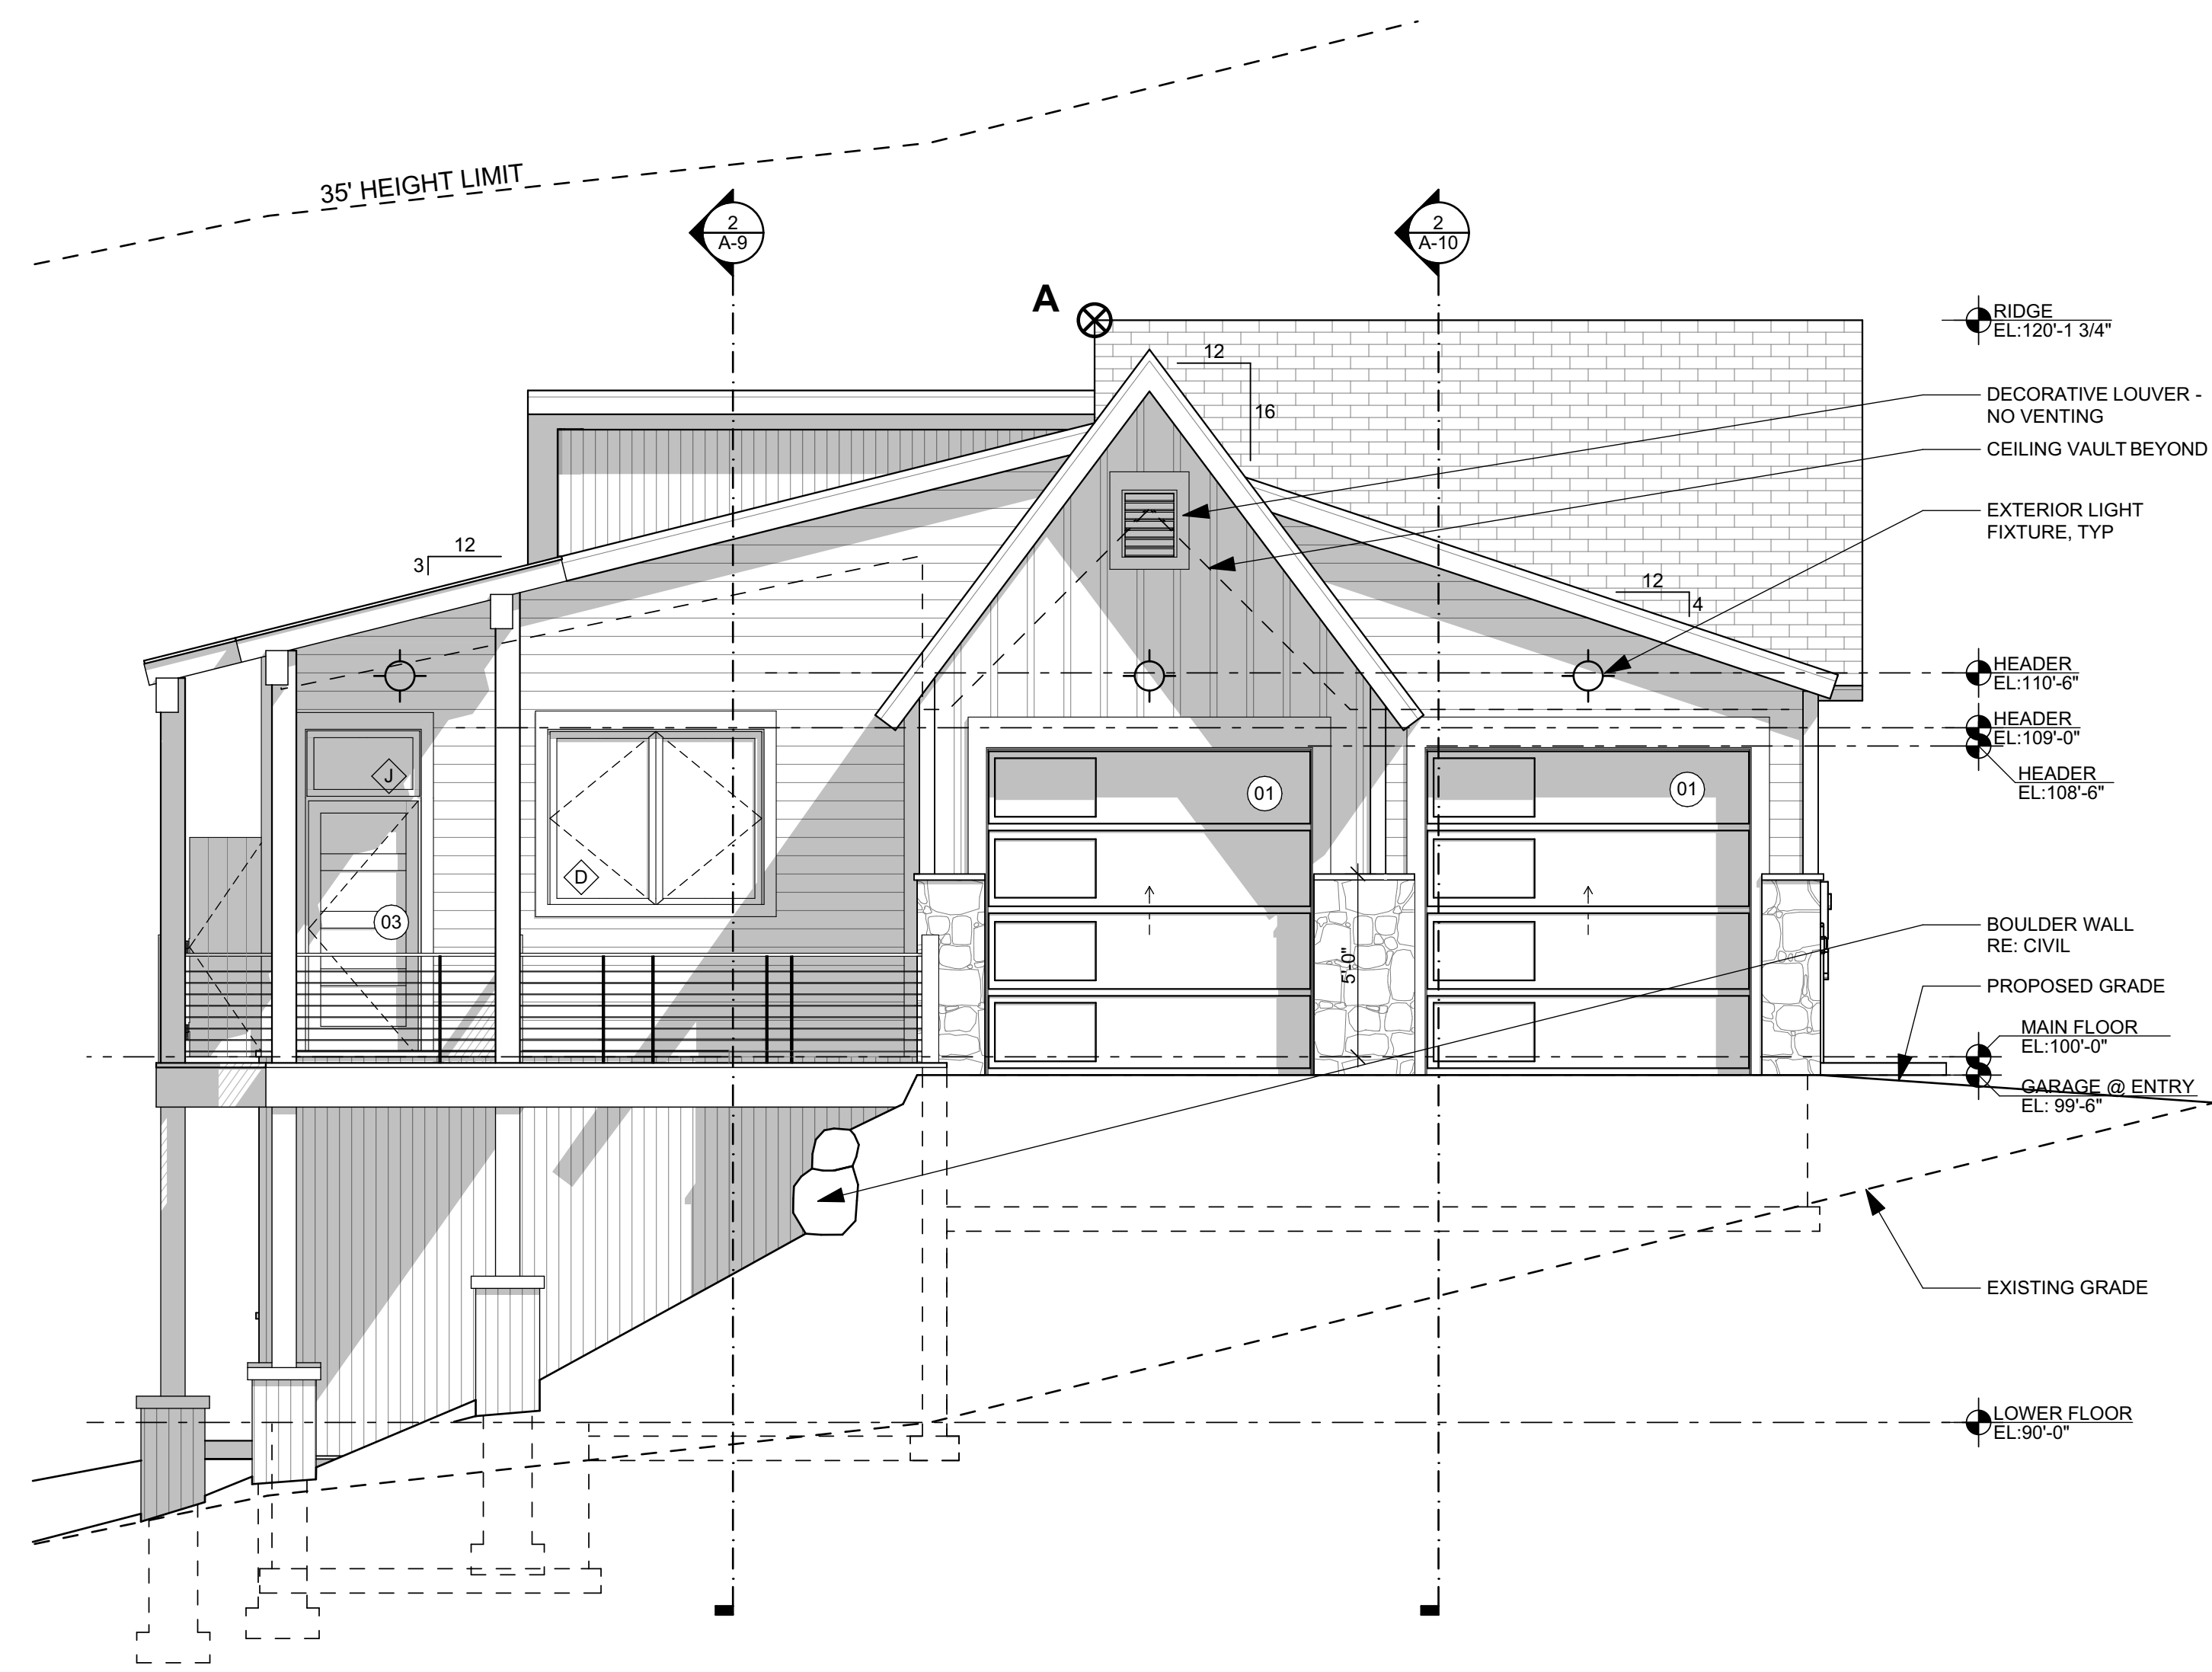 35' HEIGHT LIMIT
2
A-9
2
A-10
A
RIDGE
EL:120'-1 3/4"
12
16
DECORATIVE LOUVER -
NO VENTING
CEILING VAULT BEYOND
EXTERIOR LIGHT
FIXTURE, TYP
12
3
12
4
HEADER
EL:110'-6"
HEADER
EL:109'-0"
HEADER
EL:108'-6"
J
01
01
D
03
5'-0"
BOULDER WALL
RE: CIVIL
PROPOSED GRADE
MAIN FLOOR
EL:100'-0"
GARAGE @ ENTRY
EL: 99'-6"
EXISTING GRADE
LOWER FLOOR
EL:90'-0"